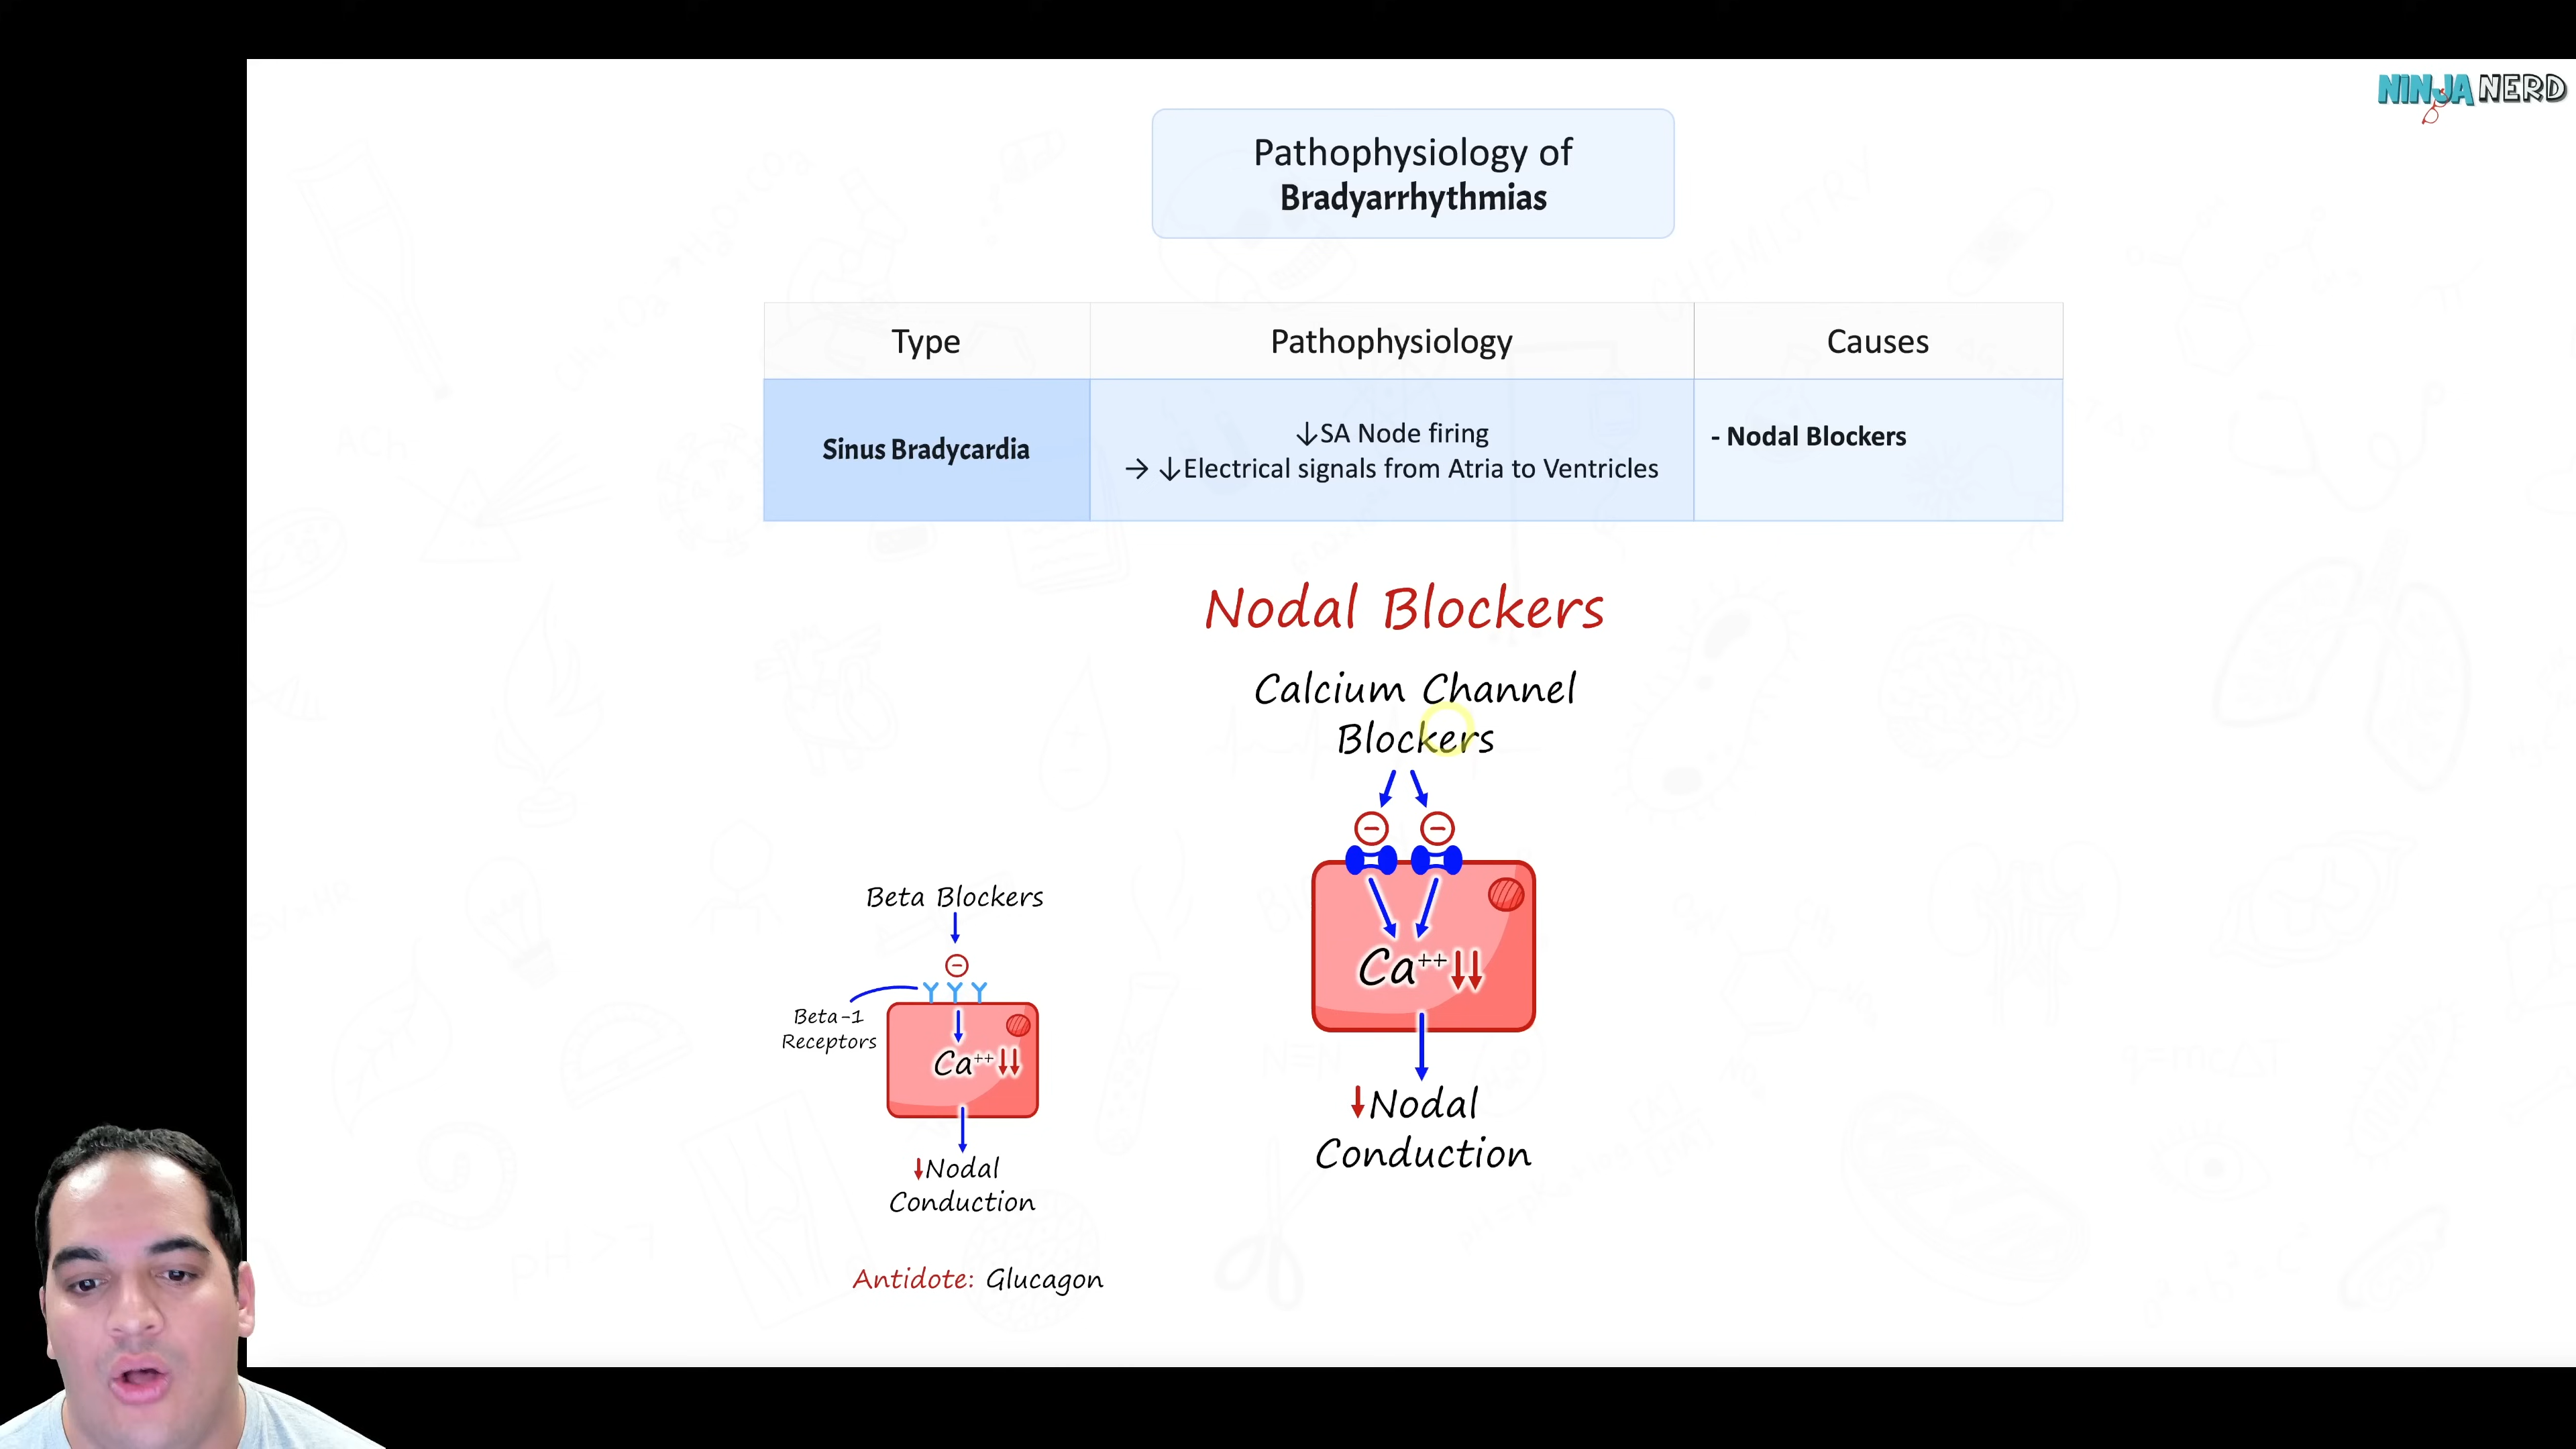 NINJA NERD
Pathophysiology of
Bradyarrhythmias
Type
Pathophysiology
Causes
Sinus Bradycardia
↓SA Node firing
→ ↓Electrical signals from Atria to Ventricles
- Nodal Blockers
Nodal Blockers
Calcium Channel
Blockers
Ca++↓↓
↓Nodal
Conduction
Beta Blockers
Beta-1
Receptors
Ca++↓↓
↓Nodal
Conduction
Antidote: Glucagon
CHEMISTRY
ACh